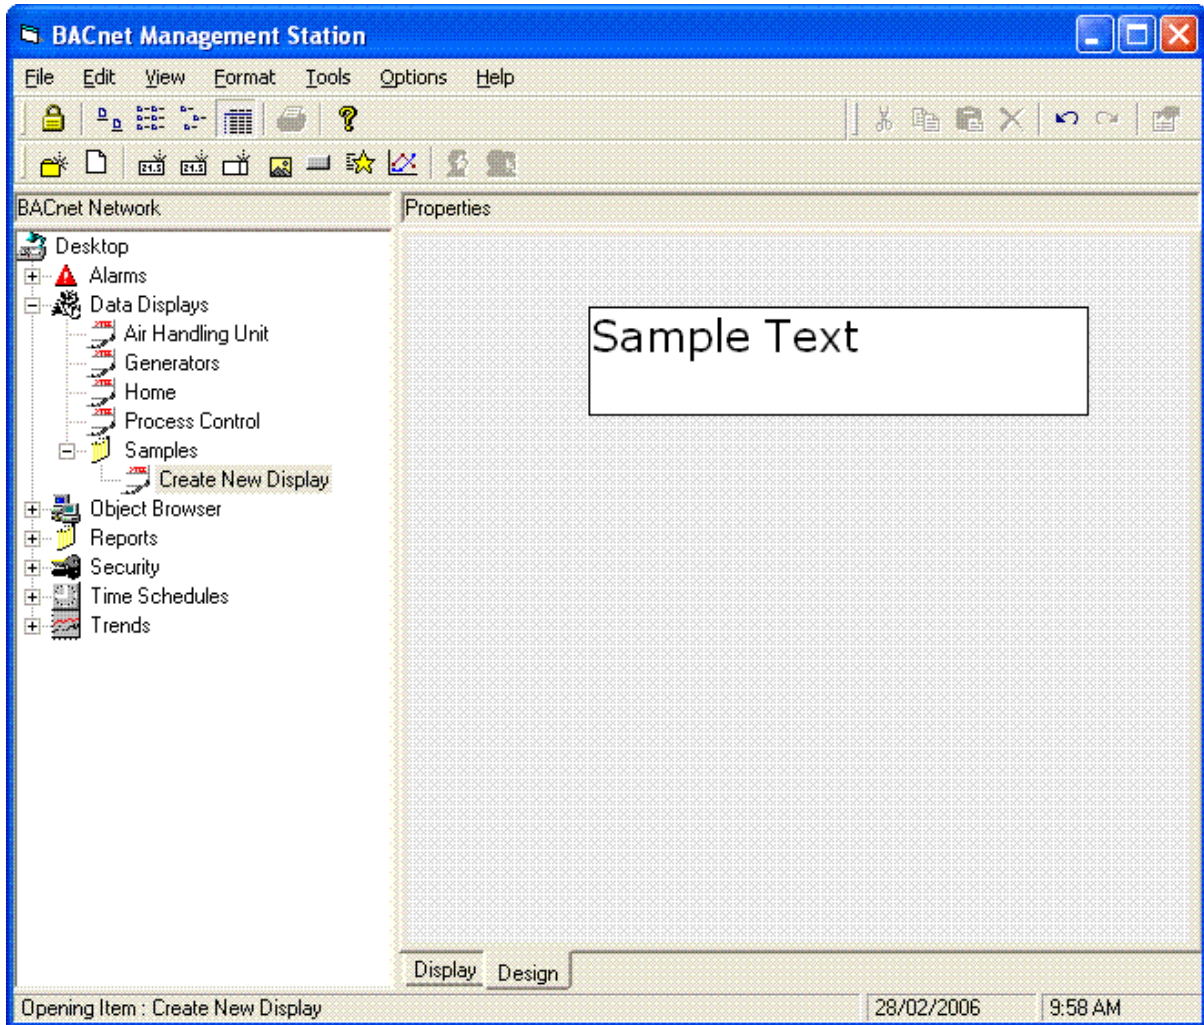 BACnet Management Station
File Edit View Format Tools Options Help
BACnet Network
Properties
Desktop
Alarms
Data Displays
Air Handling Unit
Generators
Home
Process Control
Samples
Create New Display
Object Browser
Reports
Security
Time Schedules
Trends
Sample Text
Display Design
Opening Item : Create New Display 28/02/2006 9:58 AM